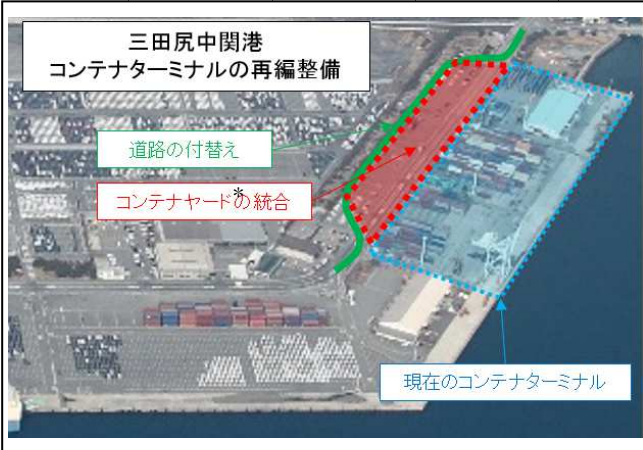 三田尻中関港
コンテナターミナルの再編整備
道路の付替え
コンテナヤード*の統合
現在のコンテナターミナル